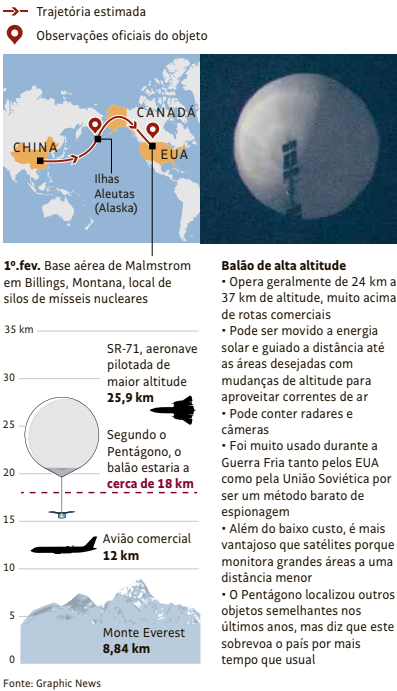 Trajetória estimada
Observações oficiais do objeto
CANADÁ
CHINA
EUA
Ilhas
Aleutas
(Alaska)
1º.fev. Base aérea de Malmstrom
em Billings, Montana, local de
silos de mísseis nucleares
35 km
SR-71, aeronave
pilotada de
maior altitude
25,9 km
30
25
Segundo o
Pentágono, o
balão estaria a
cerca de 18 km
20
15
Avião comercial
12 km
10
5
Monte Everest
8,84 km
0
Fonte: Graphic News
Balão de alta altitude
• Opera geralmente de 24 km a
37 km de altitude, muito acima
de rotas comerciais
• Pode ser movido a energia
solar e guiado a distância até
as áreas desejadas com
mudanças de altitude para
aproveitar correntes de ar
• Pode conter radares e
câmeras
• Foi muito usado durante a
Guerra Fria tanto pelos EUA
como pela União Soviética por
ser um método barato de
espionagem
• Além do baixo custo, é mais
vantajoso que satélites porque
monitora grandes áreas a uma
distância menor
• O Pentágono localizou outros
objetos semelhantes nos
últimos anos, mas diz que este
sobrevoa o país por mais
tempo que usual